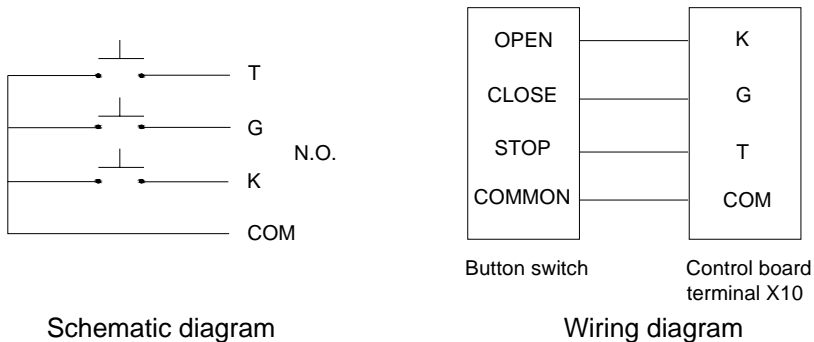 T
G
N.O.
K
COM
Schematic diagram
OPEN K
CLOSE G
STOP T
COMMON COM
Button switch
Control board
terminal X10
Wiring diagram